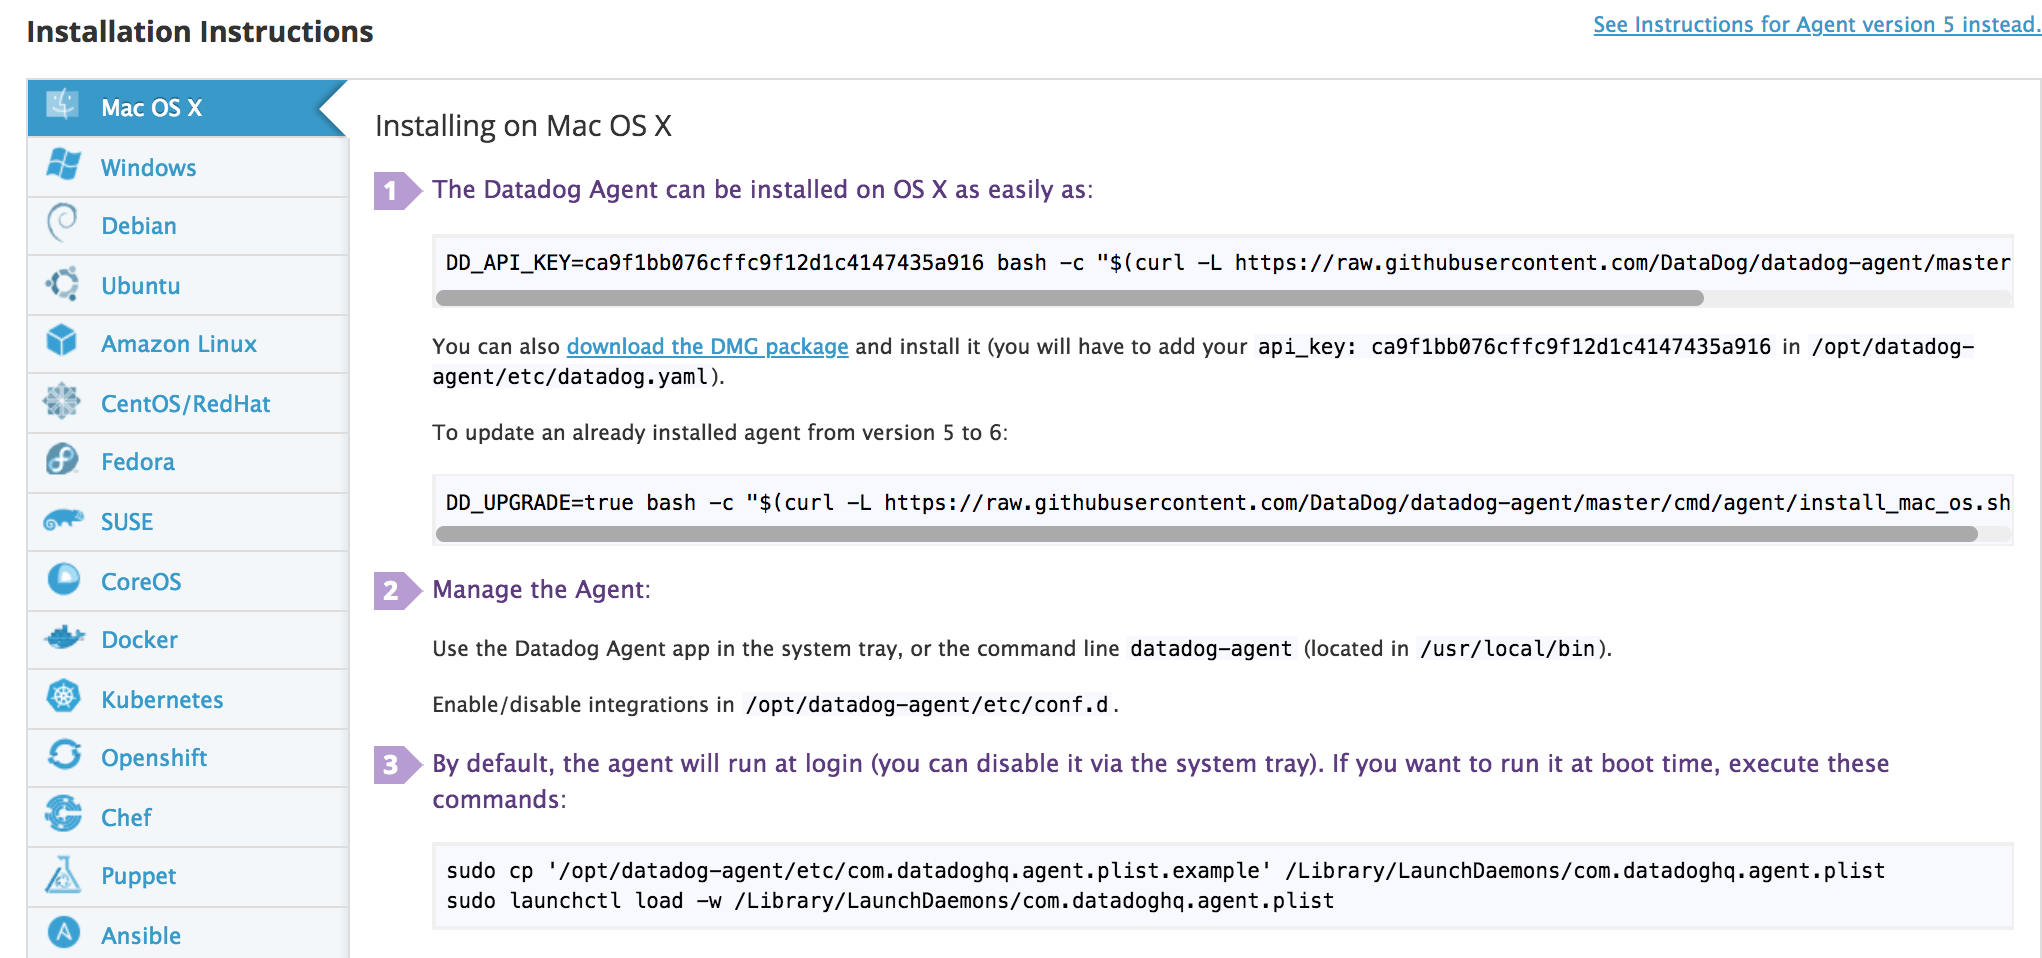 Installation Instructions
See Instructions for Agent version 5 instead.
Mac OS X
Windows
Debian
Ubuntu
Amazon Linux
CentOS/RedHat
Fedora
SUSE
CoreOS
Docker
Kubernetes
Openshift
Chef
Puppet
Ansible
Installing on Mac OS X
1 The Datadog Agent can be installed on OS X as easily as:
DD_API_KEY=ca9f1bb076cffc9f12d1c4147435a916 bash -c "$(curl -L https://raw.githubusercontent.com/DataDog/datadog-agent/master
You can also download the DMG package and install it (you will have to add your api_key: ca9f1bb076cffc9f12d1c4147435a916 in /opt/datadog-
agent/etc/datadog.yaml).
To update an already installed agent from version 5 to 6:
DD_UPGRADE=true bash -c "$(curl -L https://raw.githubusercontent.com/DataDog/datadog-agent/master/cmd/agent/install_mac_os.sh
2 Manage the Agent:
Use the Datadog Agent app in the system tray, or the command line datadog-agent (located in /usr/local/bin).
Enable/disable integrations in /opt/datadog-agent/etc/conf.d.
3 By default, the agent will run at login (you can disable it via the system tray). If you want to run it at boot time, execute these
commands:
sudo cp '/opt/datadog-agent/etc/com.datadoghq.agent.plist.example' /Library/LaunchDaemons/com.datadoghq.agent.plist
sudo launchctl load -w /Library/LaunchDaemons/com.datadoghq.agent.plist